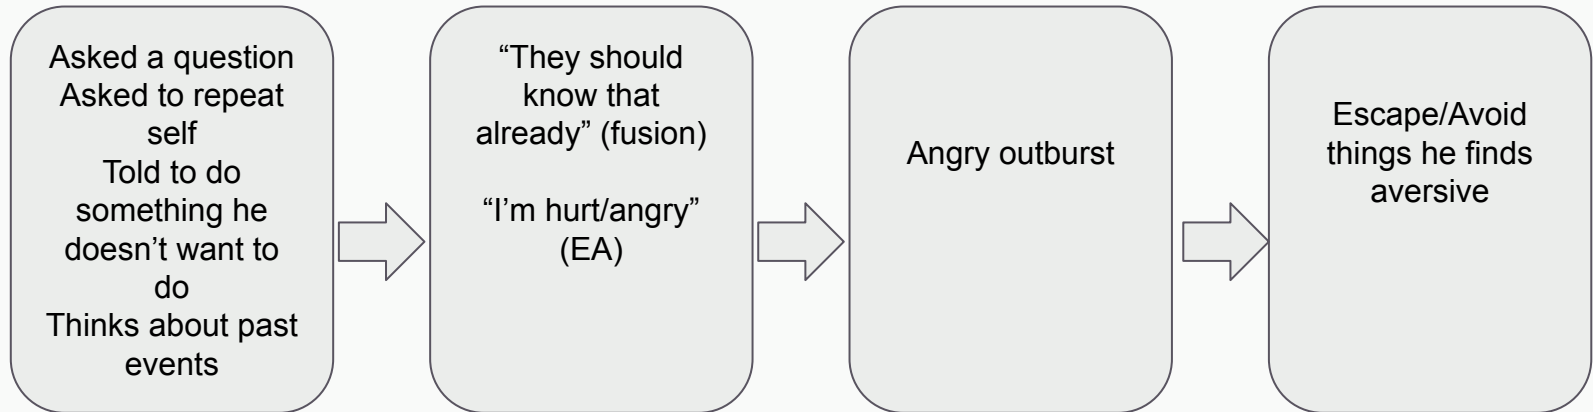 Asked a question
Asked to repeat
self
Told to do
something he
doesn’t want to
do
Thinks about past
events
“They should
know that
already” (fusion)
“I’m hurt/angry”
(EA)
Angry outburst
Escape/Avoid
things he finds
aversive